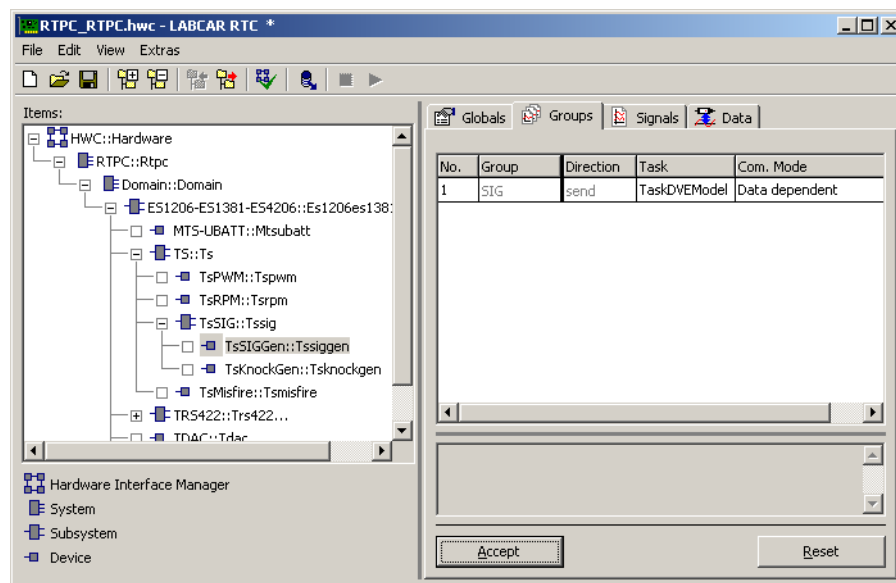 RTPC_RTPC.hwc - LABCAR RTC *
File Edit View Extras
Items:
HWC::Hardware
RTPC::Rtpc
Domain::Domain
ES1206-ES1381-ES4206::Es1206es138
MTS-UBATT::Mtsubatt
TS::Ts
TsPWM::Tspwm
TsRPM::Tsrpm
TsSIG::Tssig
TsSIGGen::Tssiggen
TsKnockGen::Tsknockgen
TsMisfire::Tsmisfire
TRS422::Trs422...
TDAC::Tdac
Hardware Interface Manager
System
Subsystem
Device
Globals Groups Signals Data
No. Group Direction Task Com. Mode
1 SIG send TaskDVEModel Data dependent
Accept Reset